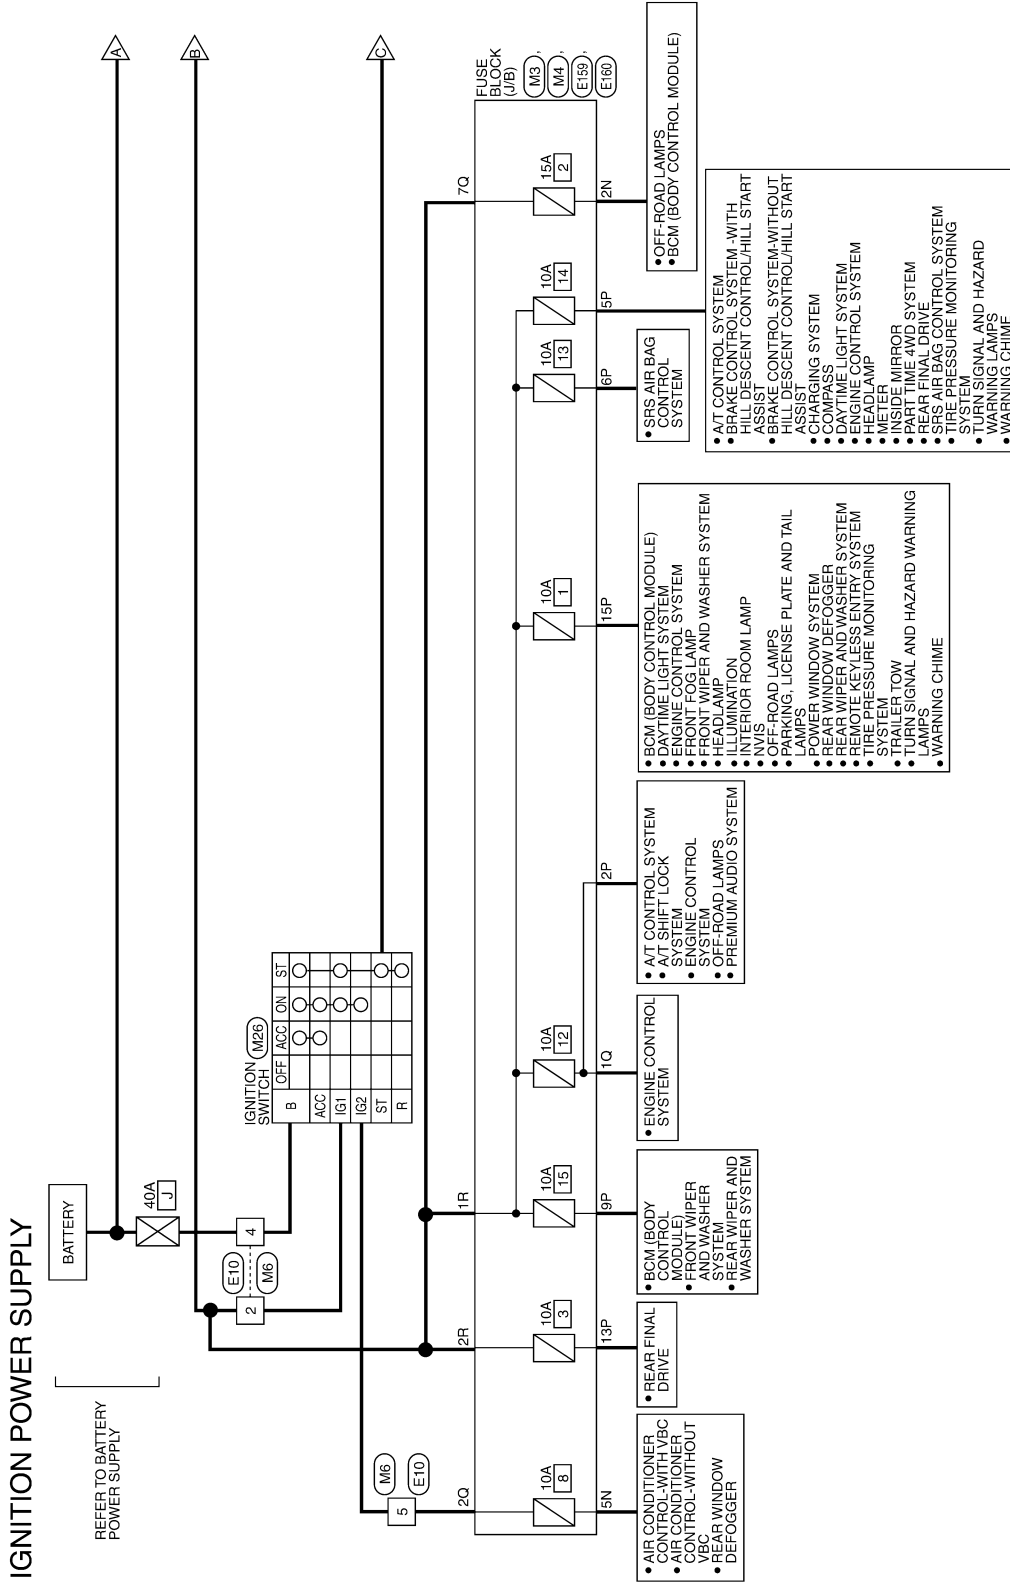 IGNITION POWER SUPPLY
REFER TO BATTERY
POWER SUPPLY
BATTERY
40A
J
A
B
C
4
E10
M6
2
IGNITION
SWITCH
M26
OFF
ACC
ON
ST
B
ACC
IG1
IG2
ST
R
5
M6
E10
2Q
2R
1R
7Q
FUSE
BLOCK
(J/B)
M3 ,
M4 ,
E159 ,
E160
10A
8
10A
3
10A
15
10A
12
10A
1
10A
13
10A
14
15A
2
5N
13P
9P
1Q
2P
15P
6P
5P
2N
● AIR CONDITIONER
CONTROL-WITH VBC
● AIR CONDITIONER
CONTROL-WITHOUT
VBC
● REAR WINDOW
DEFOGGER
● REAR FINAL
DRIVE
● BCM (BODY
CONTROL
MODULE)
● FRONT WIPER
AND WASHER
SYSTEM
● REAR WIPER AND
WASHER SYSTEM
● ENGINE CONTROL
SYSTEM
● A/T CONTROL SYSTEM
● A/T SHIFT LOCK
SYSTEM
● ENGINE CONTROL
SYSTEM
● OFF-ROAD LAMPS
● PREMIUM AUDIO SYSTEM
● BCM (BODY CONTROL MODULE)
● DAYTIME LIGHT SYSTEM
● ENGINE CONTROL SYSTEM
● FRONT FOG LAMP
● FRONT WIPER AND WASHER SYSTEM
● HEADLAMP
● ILLUMINATION
● INTERIOR ROOM LAMP
● NVIS
● OFF-ROAD LAMPS
● PARKING, LICENSE PLATE AND TAIL
LAMPS
● POWER WINDOW SYSTEM
● REAR WINDOW DEFOGGER
● REAR WIPER AND WASHER SYSTEM
● REMOTE KEYLESS ENTRY SYSTEM
● TIRE PRESSURE MONITORING
SYSTEM
● TRAILER TOW
● TURN SIGNAL AND HAZARD WARNING
LAMPS
● WARNING CHIME
● SRS AIR BAG
CONTROL
SYSTEM
● A/T CONTROL SYSTEM
● BRAKE CONTROL SYSTEM -WITH
HILL DESCENT CONTROL/HILL START
ASSIST
● BRAKE CONTROL SYSTEM-WITHOUT
HILL DESCENT CONTROL/HILL START
ASSIST
● CHARGING SYSTEM
● COMPASS
● DAYTIME LIGHT SYSTEM
● ENGINE CONTROL SYSTEM
● HEADLAMP
● METER
● INSIDE MIRROR
● PART TIME 4WD SYSTEM
● REAR FINAL DRIVE
● SRS AIR BAG CONTROL SYSTEM
● TIRE PRESSURE MONITORING
SYSTEM
● TURN SIGNAL AND HAZARD
WARNING LAMPS
● WARNING CHIME
● OFF-ROAD LAMPS
● BCM (BODY CONTROL MODULE)